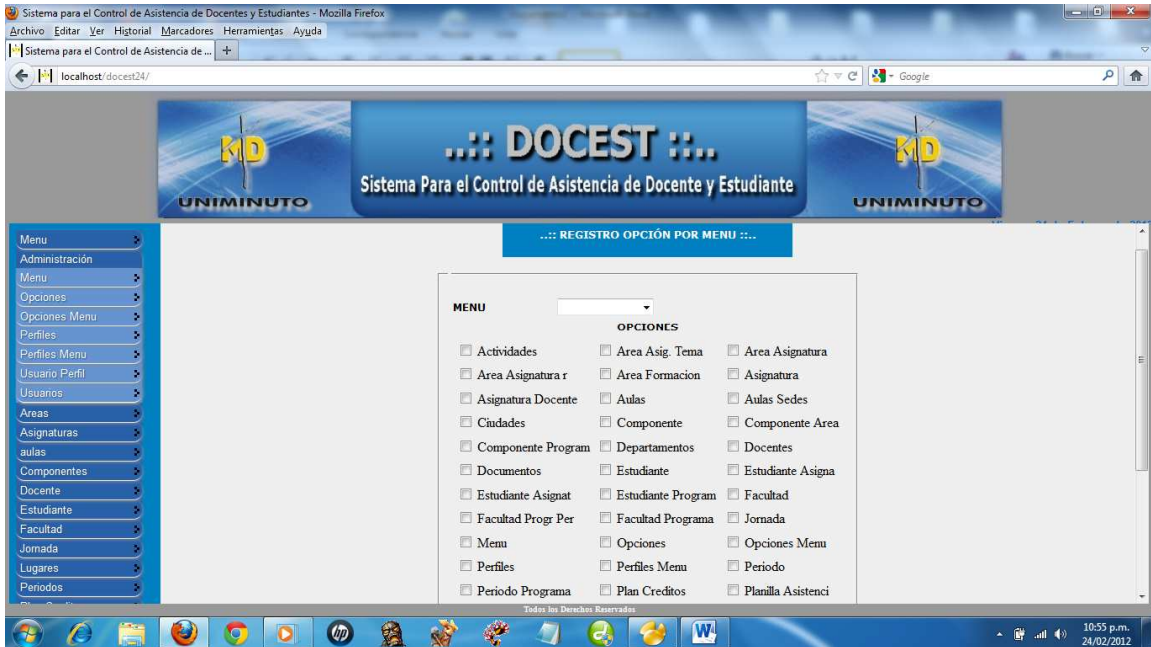 Sistema para el Control de Asistencia de Docentes y Estudiantes - Mozilla Firefox
Archivo Editar Ver Historial Marcadores Herramientas Ayuda
Sistema para el Control de Asistencia de ... +
localhost/docest24/ Google
MD
UNIMINUTO
..:: DOCEST ::..
Sistema Para el Control de Asistencia de Docente y Estudiante
MD
UNIMINUTO
Menu
Administración
Menu
Opciones
Opciones Menu
Perfiles
Perfiles Menu
Usuario Perfil
Usuarios
Areas
Asignaturas
aulas
Componentes
Docente
Estudiante
Facultad
Jornada
Lugares
Periodos
..:: REGISTRO OPCIÓN POR MENU ::..
MENU
OPCIONES
Actividades Area Asig. Tema Area Asignatura
Area Asignatura r Area Formacion Asignatura
Asignatura Docente Aulas Aulas Sedes
Ciudades Componente Componente Area
Componente Program Departamentos Docentes
Documentos Estudiante Estudiante Asigna
Estudiante Asignat Estudiante Program Facultad
Facultad Progr Per Facultad Programa Jornada
Menu Opciones Opciones Menu
Perfiles Perfiles Menu Periodo
Periodo Programa Plan Creditos Planilla Asistenci
Todos los Derechos Reservados
10:55 p.m.
24/02/2012